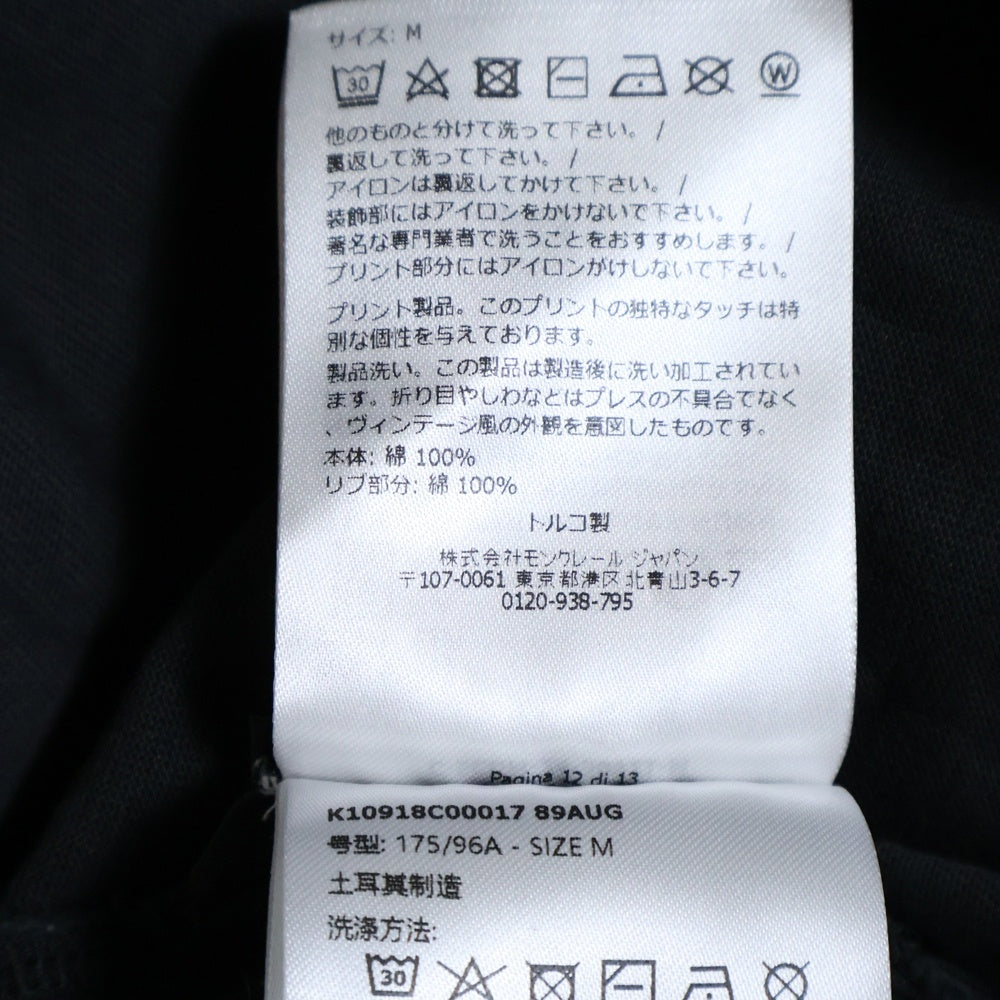 サイズ: M
30
W
他のものと分けて洗って下さい。 /
裏返して洗って下さい。 /
アイロンは裏返してかけて下さい。 /
装飾部にはアイロンをかけないで下さい。 /
著名な専門業者で洗うことをおすすめします。 /
プリント部分にはアイロンがけしないで下さい。
プリント製品。このプリントの独特なタッチは特
別な個性を与えております。
製品洗い。この製品は製造後に洗い加工されてい
ます。折り目やしわなとはプレスの不具合てなく
、ヴィンテージ風の外観を意図したものです。
本体: 綿 100%
リブ部分: 綿 100%
トルコ製
株式会社モンクレール ジャパン
〒107-0061 東京都港区北青山3-6-7
0120-938-795
Pagina 12 di 13
K10918C00017 89AUG
号型: 175/96A - SIZE M
土耳其制造
洗涤方法:
30